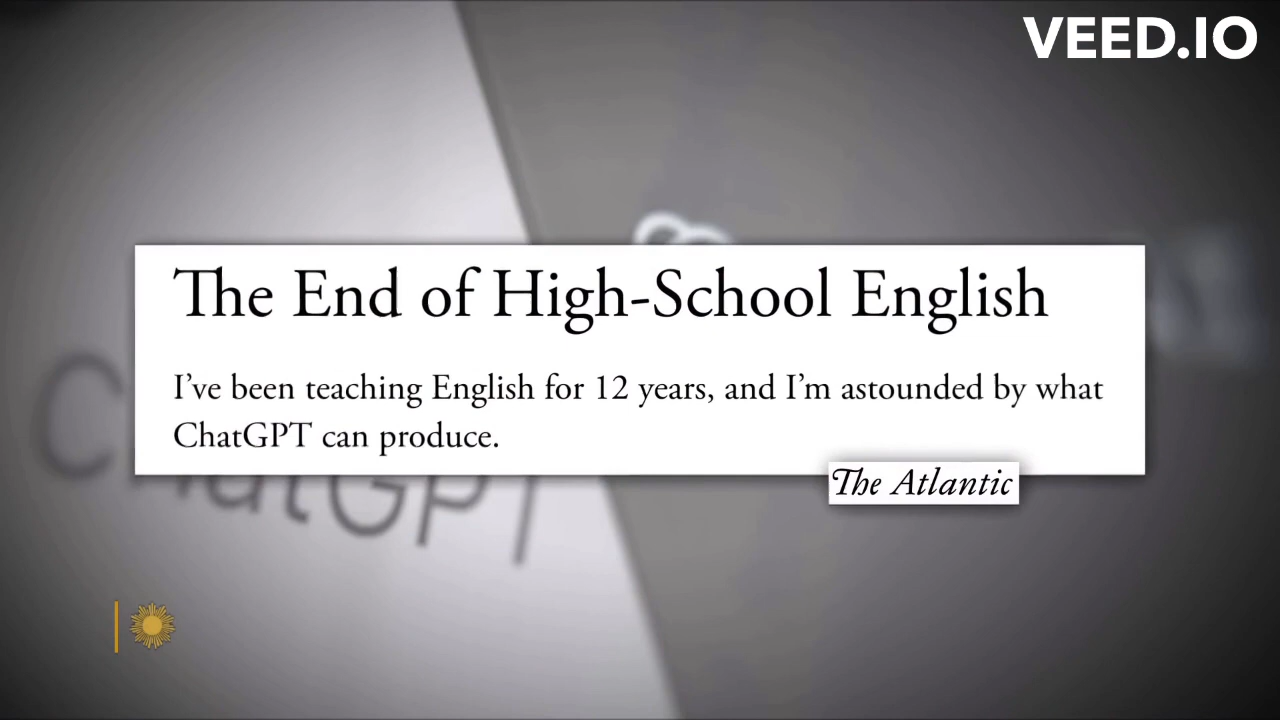 VEED.IO
The End of High-School English
I’ve been teaching English for 12 years, and I’m astounded by what
ChatGPT can produce.
The Atlantic
ChatGPT